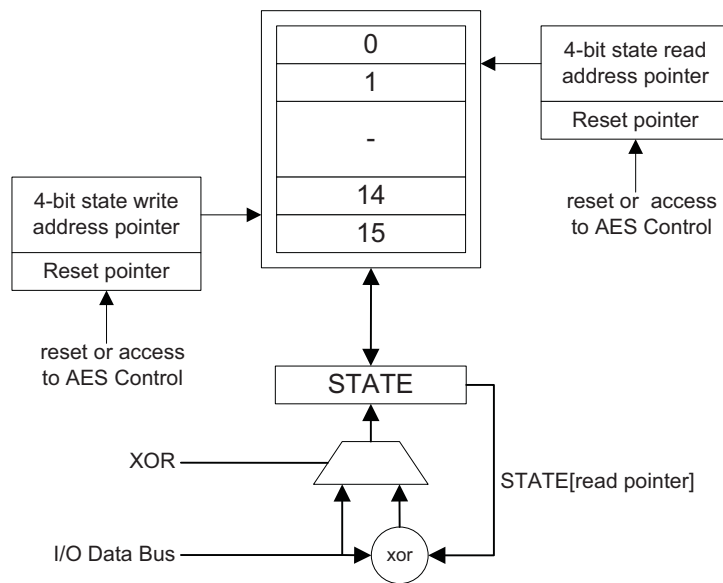 0
4-bit state read
address pointer
1
Reset pointer
-
14
4-bit state write
address pointer
15
reset or access
to AES Control
Reset pointer
reset or access
to AES Control
STATE
XOR
STATE[read pointer]
I/O Data Bus
xor